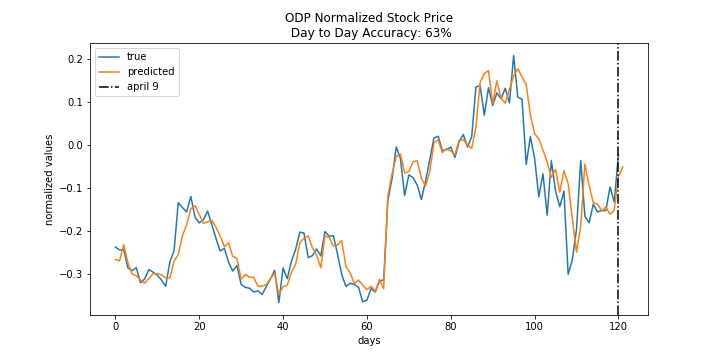 ODP Normalized Stock Price
Day to Day Accuracy: 63%
true
predicted
april 9
normalized values
0.2
0.1
0.0
−0.1
−0.2
−0.3
0
20
40
60
80
100
120
days